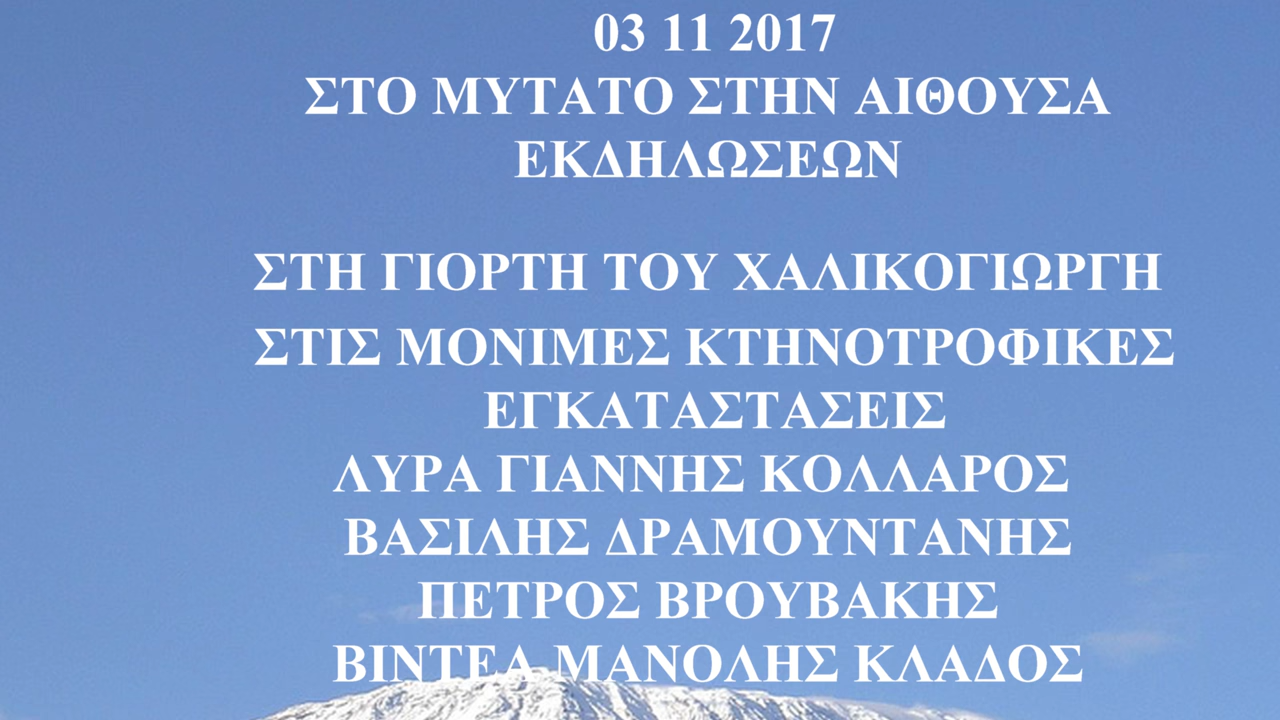 03 11 2017
ΣΤΟ ΜΥΤΑΤΟ ΣΤΗΝ ΑΙΘΟΥΣΑ
ΕΚΔΗΛΩΣΕΩΝ
ΣΤΗ ΓΙΟΡΤΗ ΤΟΥ ΧΑΛΙΚΟΓΙΩΡΓΗ
ΣΤΙΣ ΜΟΝΙΜΕΣ ΚΤΗΝΟΤΡΟΦΙΚΕΣ
ΕΓΚΑΤΑΣΤΑΣΕΙΣ
ΛΥΡΑ ΓΙΑΝΝΗΣ ΚΟΛΛΑΡΟΣ
ΒΑΣΙΛΗΣ ΔΡΑΜΟΥΝΤΑΝΗΣ
ΠΕΤΡΟΣ ΒΡΟΥΒΑΚΗΣ
ΒΙΝΤΕΑ ΜΑΝΟΛΗΣ ΚΛΑΔΟΣ